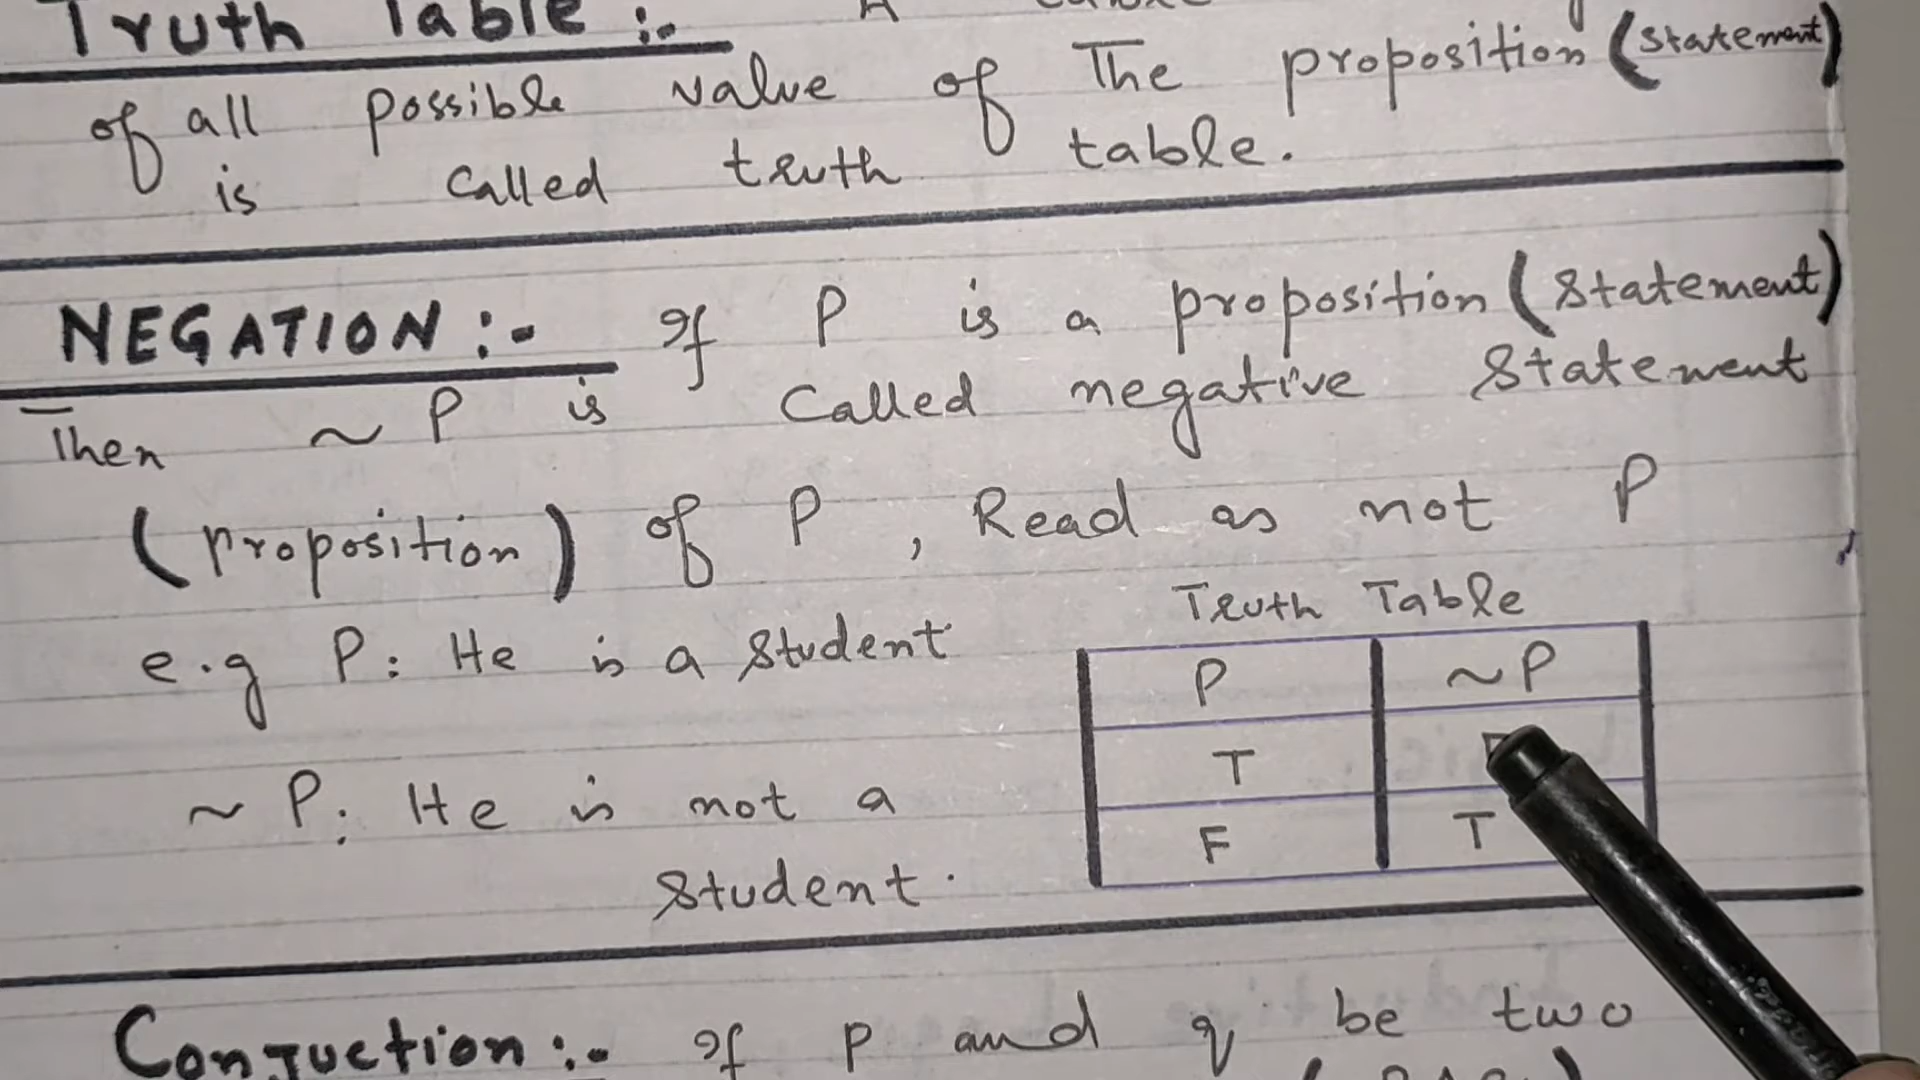 Truth Table :- A
of all possible value of The proposition (statement)
is called truth table.
NEGATION :- If P is a proposition (statement)
Then ~ P is called negative statement
(proposition) of P , Read as not P
e.g P: He is a student
~ P: He is not a
student.
Truth Table
P ~P
T
F T
Conjuction :- If p and q be two